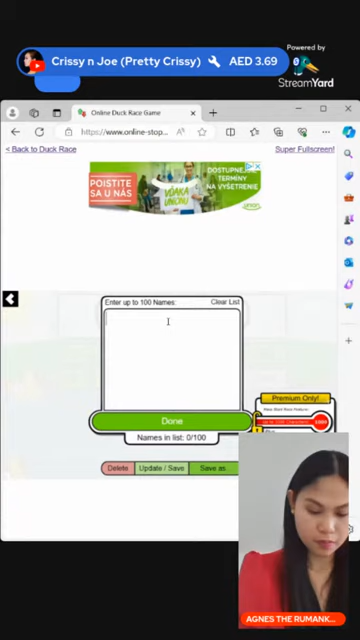 Crissy n Joe (Pretty Crissy) AED 3.69
Powered by
StreamYard
Online Duck Race Game
https://www.online-stop...
< Back to Duck Race
Super Fullscreen!
POISTITE
SA U NÁS
DOSTUPNÉ
TERMÍNY
NA VYŠETRENIE
Enter up to 100 Names:
Clear List
Done
Names in list: 0/100
Premium Only!
Delete
Update / Save
Save as
AGNES THE RUMANK...